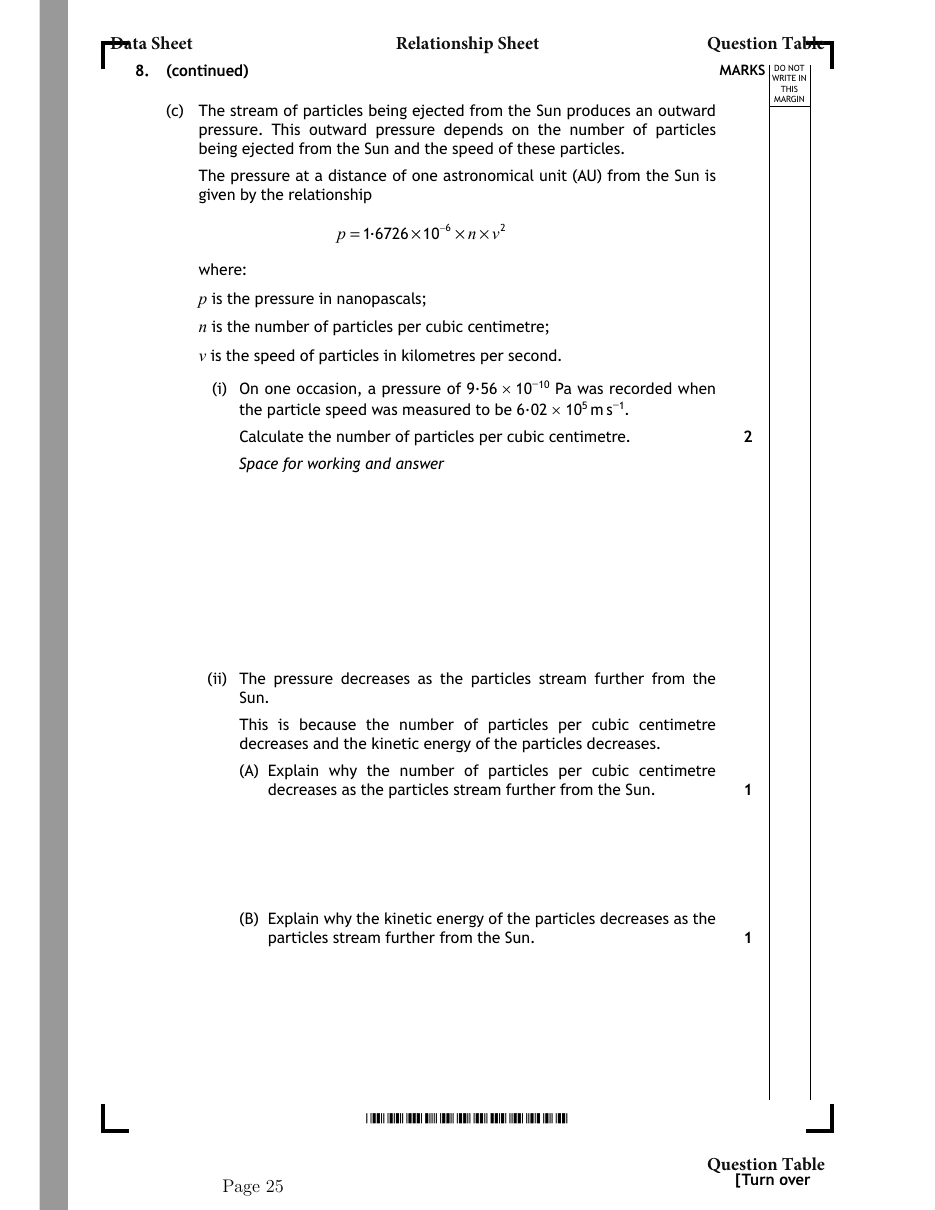 Data Sheet Relationship Sheet Question Table
8. (continued) MARKS DO NOT
WRITE IN
THIS
MARGIN
(c) The stream of particles being ejected from the Sun produces an outward
pressure. This outward pressure depends on the number of particles
being ejected from the Sun and the speed of these particles.
The pressure at a distance of one astronomical unit (AU) from the Sun is
given by the relationship
p = 1·6726 × 10⁻⁶ × n × v²
where:
p is the pressure in nanopascals;
n is the number of particles per cubic centimetre;
v is the speed of particles in kilometres per second.
(i) On one occasion, a pressure of 9·56 × 10⁻¹⁰ Pa was recorded when
the particle speed was measured to be 6·02 × 10⁵ m s⁻¹.
Calculate the number of particles per cubic centimetre. 2
Space for working and answer
(ii) The pressure decreases as the particles stream further from the
Sun.
This is because the number of particles per cubic centimetre
decreases and the kinetic energy of the particles decreases.
(A) Explain why the number of particles per cubic centimetre
decreases as the particles stream further from the Sun. 1
(B) Explain why the kinetic energy of the particles decreases as the
particles stream further from the Sun. 1
Question Table
[Turn over
Page 25